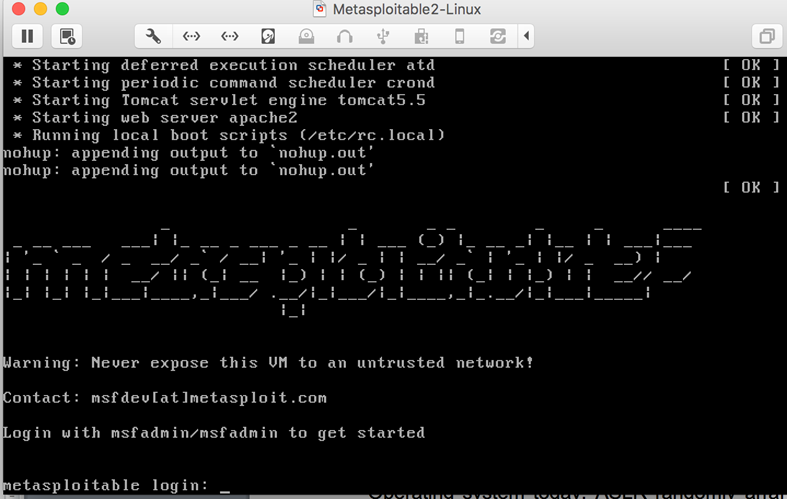 Metasploitable2-Linux
* Starting deferred execution scheduler atd [ OK ]
* Starting periodic command scheduler crond [ OK ]
* Starting Tomcat servlet engine tomcat5.5 [ OK ]
* Starting web server apache2 [ OK ]
* Running local boot scripts (/etc/rc.local)
nohup: appending output to `nohup.out'
nohup: appending output to `nohup.out'
[ OK ]
metasploitable2
Warning: Never expose this VM to an untrusted network!
Contact: msfdev[at]metasploit.com
Login with msfadmin/msfadmin to get started
metasploitable login: _